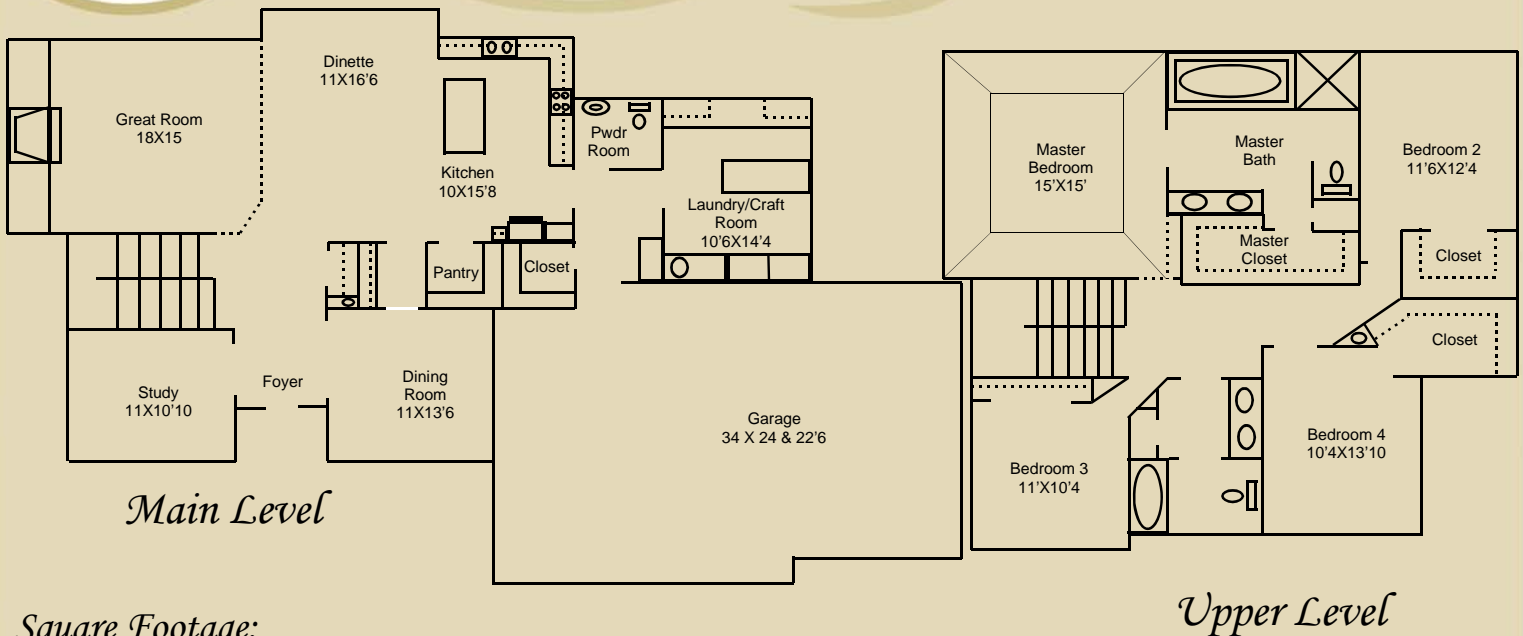 Dinette
11X16'6
Great Room
18X15
Pwdr
Room
Kitchen
10X15'8
Laundry/Craft
Room
10'6X14'4
Pantry
Closet
Study
11X10'10
Foyer
Dining
Room
11X13'6
Garage
34 X 24 & 22'6
Main Level
Master
Bedroom
15'X15'
Master
Bath
Bedroom 2
11'6X12'4
Master
Closet
Closet
Closet
Bedroom 3
11'X10'4
Bedroom 4
10'4X13'10
Upper Level
Square Footage: